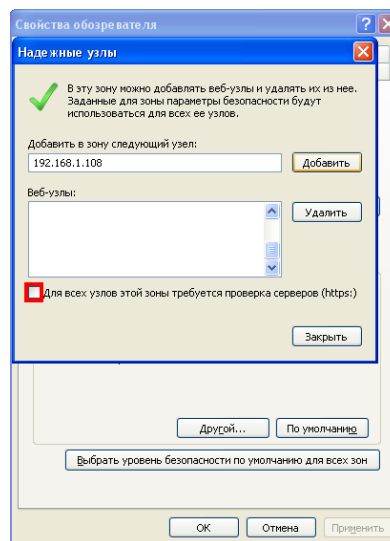 Свойства обозревателя
Надежные узлы
В эту зону можно добавлять веб-узлы и удалять их из нее.
Заданные для зоны параметры безопасности будут
использоваться для всех ее узлов.
Добавить в зону следующий узел:
192.168.1.108
Добавить
Веб-узлы:
Удалить
Для всех узлов этой зоны требуется проверка серверов (https:)
Закрыть
Другой...
По умолчанию
Выбрать уровень безопасности по умолчанию для всех зон
OK
Отмена
Применить